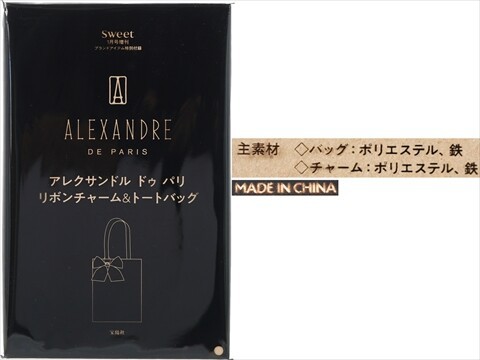 Sweet
1月号増刊
ブランドアイテム特別付録
ALEXANDRE
DE PARIS
アレクサンドル ドゥ パリ
リボンチャーム&トートバッグ
宝島社
主素材 ◇バッグ：ポリエステル、鉄
◇チャーム：ポリエステル、鉄
MADE IN CHINA